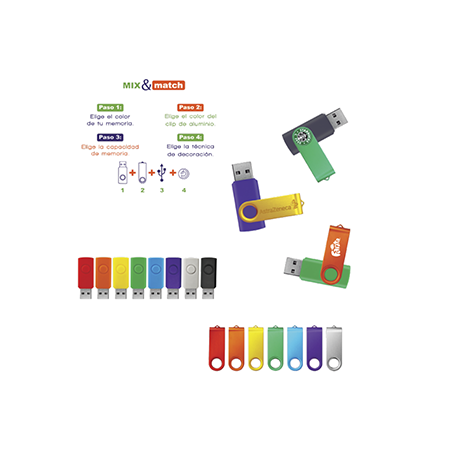 MIX & match
Paso 1:
Elige el color
de tu memoria.
Paso 2:
Elige el color del
clip de aluminio.
Paso 3:
Elige la capacidad
de memoria.
Paso 4:
Elige la técnica
de decoración.
+ + +
1 2 3 4